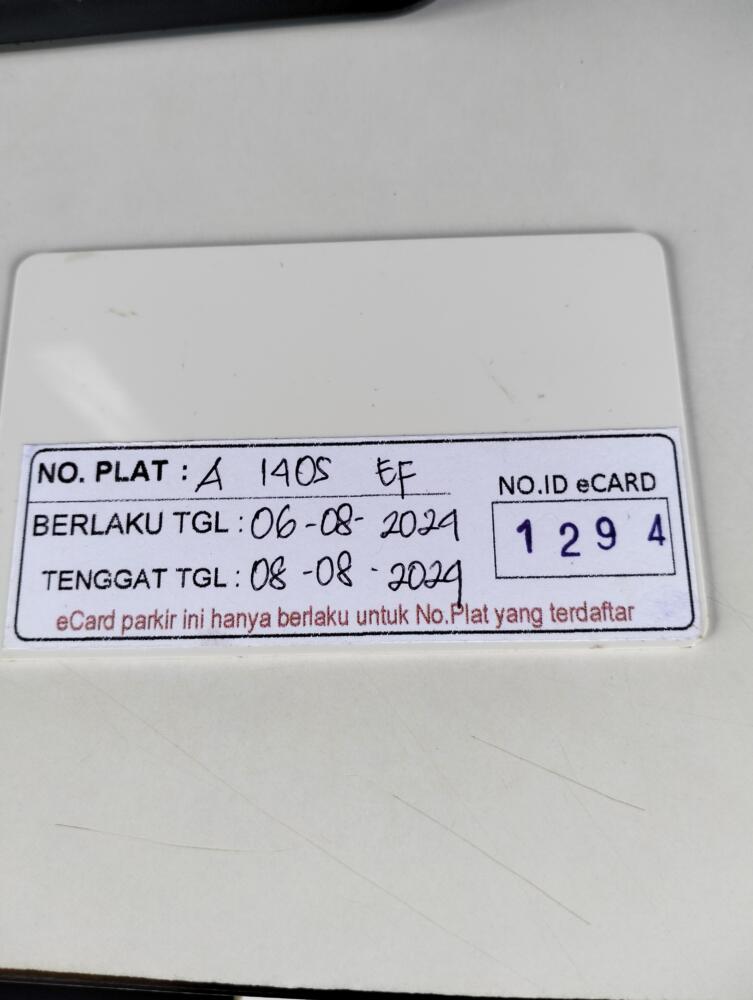 NO. PLAT : A 1405 EF
BERLAKU TGL : 06-08-2024
TENGGAT TGL : 08-08-2024
eCard parkir ini hanya berlaku untuk No.Plat yang terdaftar
NO.ID eCARD
1294